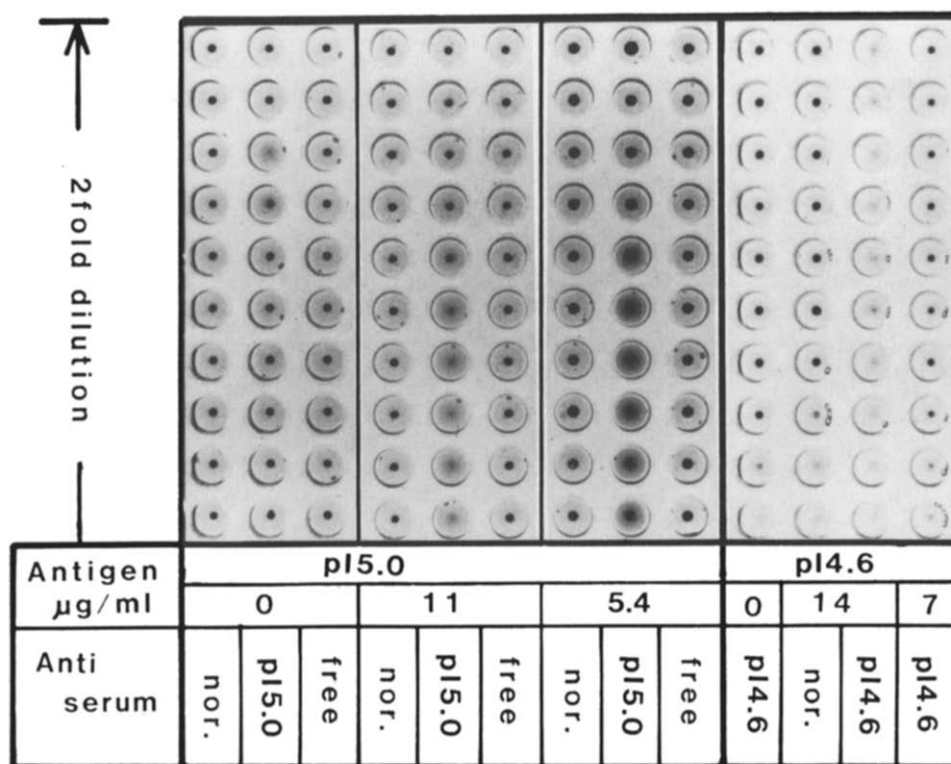 2fold dilution
Antigen
µg/ml
pI5.0
pI4.6
0
11
5.4
0
14
7
Anti
serum
nor.
pI5.0
free
nor.
pI5.0
free
nor.
pI5.0
free
pI4.6
nor.
pI4.6
pI4.6